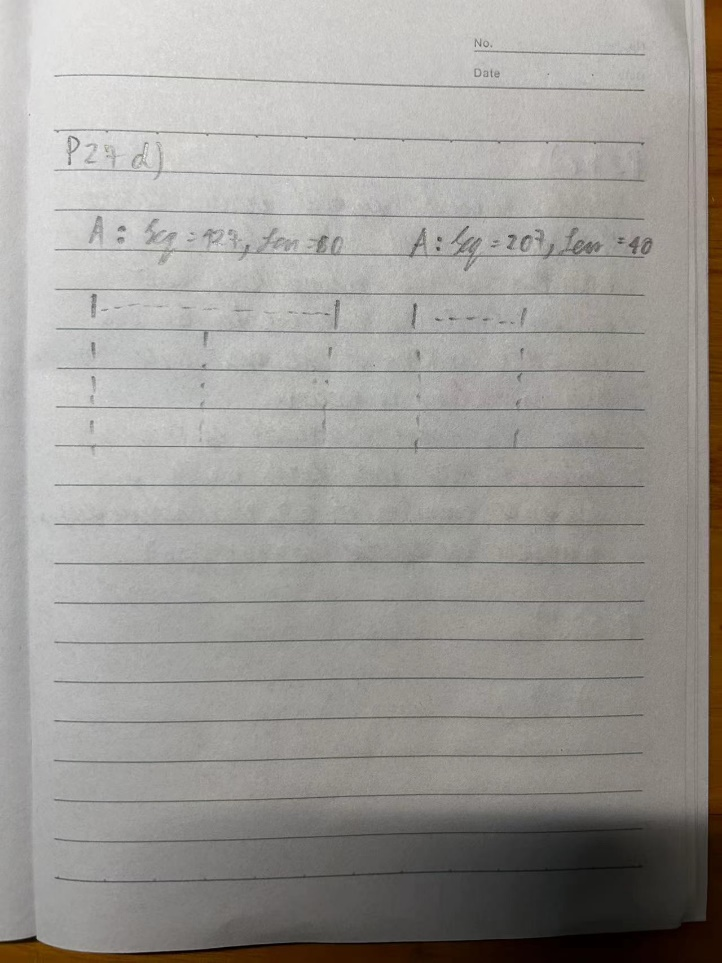 No.
Date
P27 d)
A: Seq = 127, Len = 80 A: Seq = 207, Len = 40